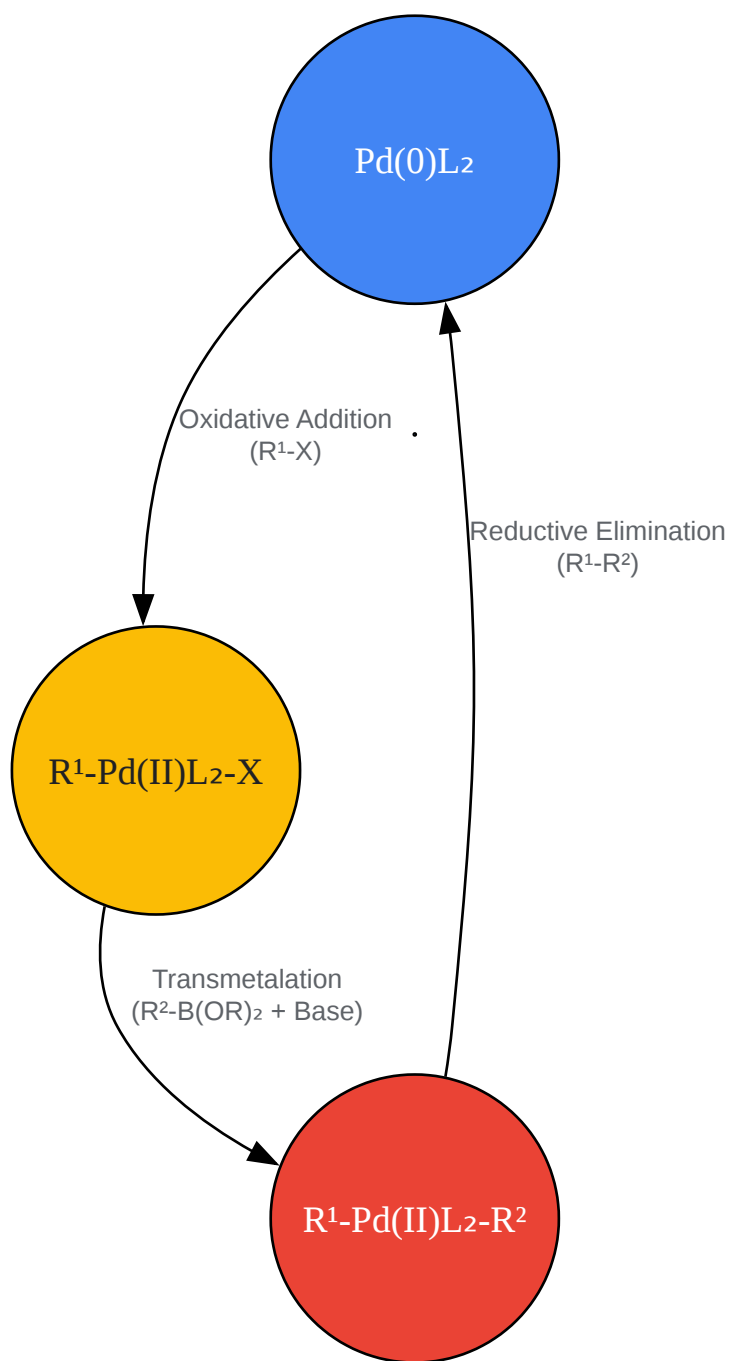 Pd(0)L₂
Oxidative Addition
(R¹-X)
Reductive Elimination
(R¹-R²)
R¹-Pd(II)L₂-X
Transmetalation
(R²-B(OR)₂ + Base)
R¹-Pd(II)L₂-R²